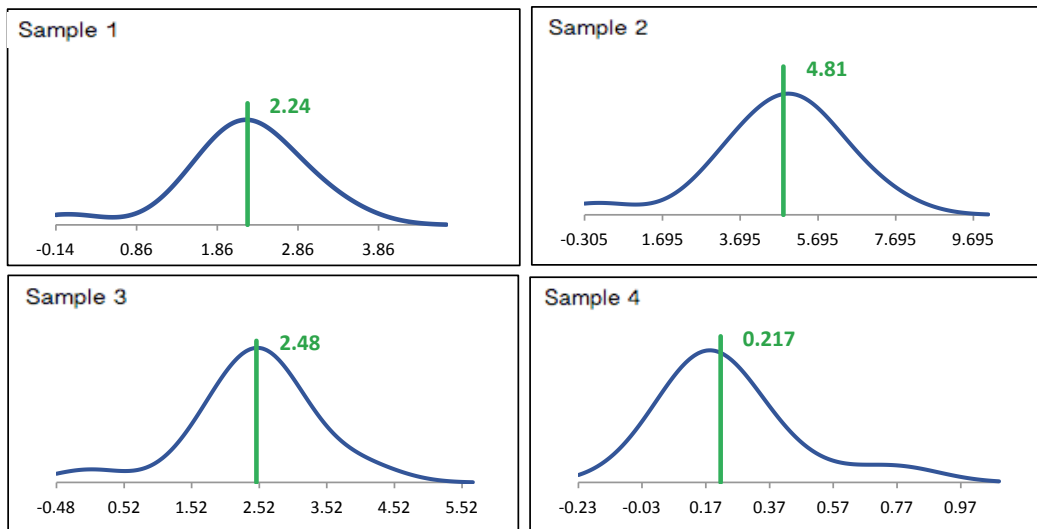 Sample 1
2.24
-0.14 0.86 1.86 2.86 3.86
Sample 2
4.81
-0.305 1.695 3.695 5.695 7.695 9.695
Sample 3
2.48
-0.48 0.52 1.52 2.52 3.52 4.52 5.52
Sample 4
0.217
-0.23 -0.03 0.17 0.37 0.57 0.77 0.97